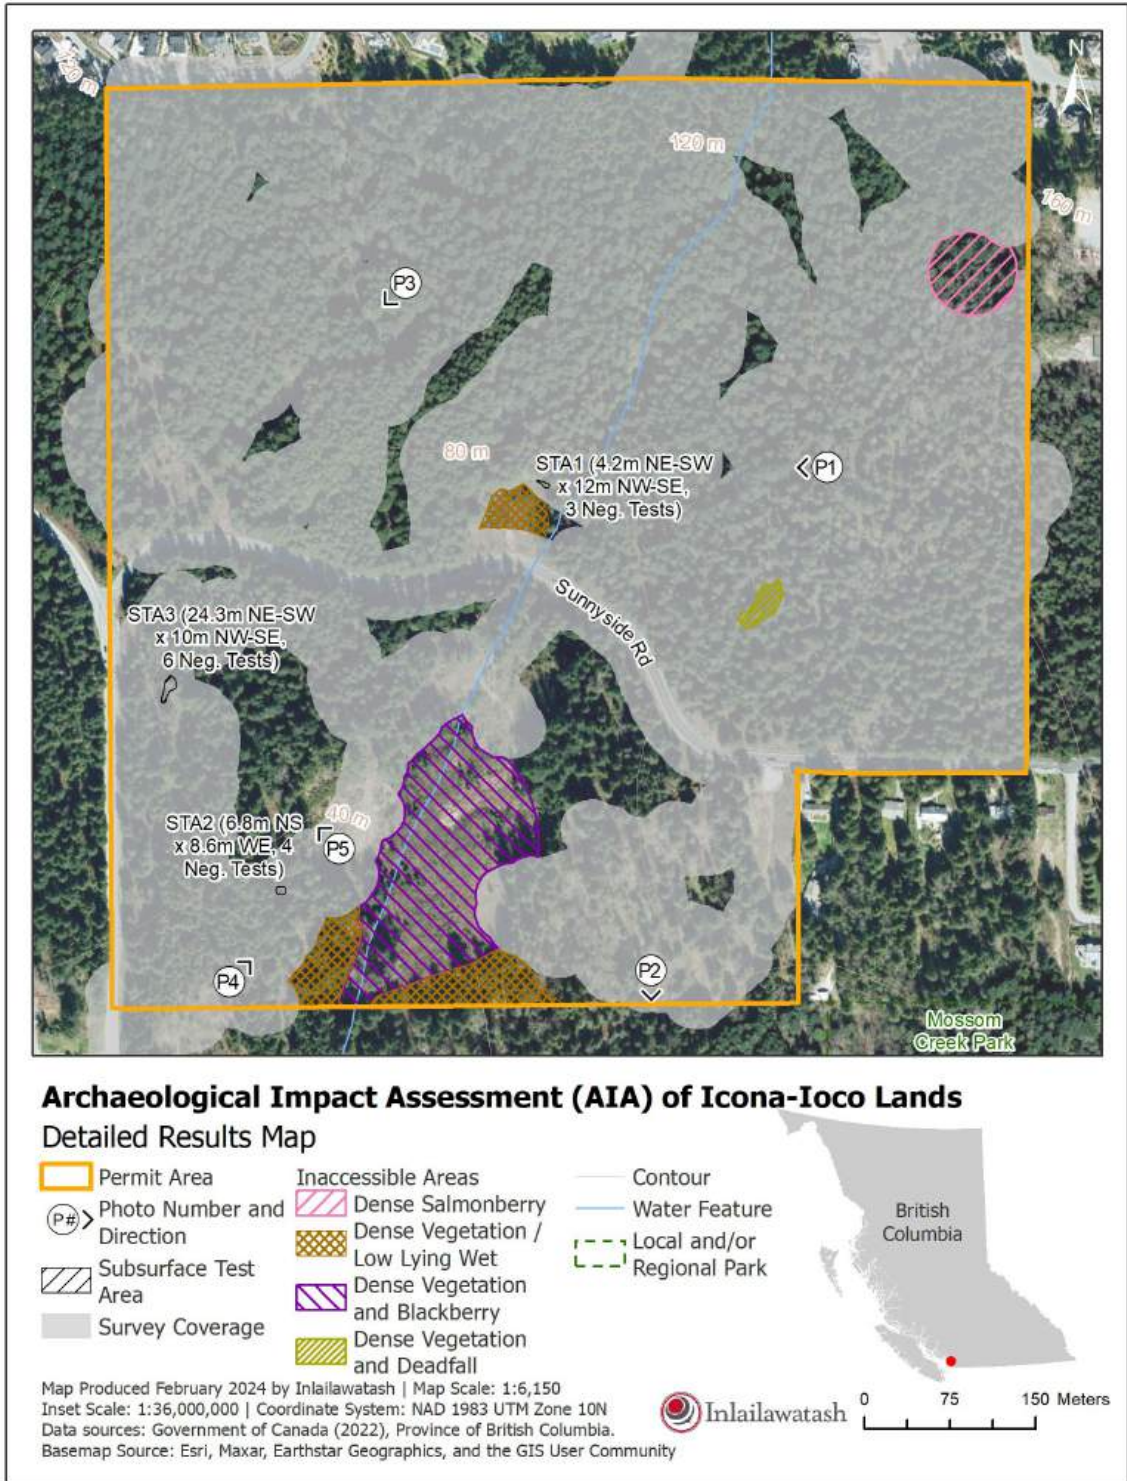 N
120 m
120 m
160 m
P3
80 m
STA1 (4.2m NE-SW
x 12m NW-SE,
3 Neg. Tests)
P1
Sunnyside Rd
STA3 (24.3m NE-SW
x 10m NW-SE,
6 Neg. Tests)
40 m
STA2 (6.8m NS
x 8.6m WE, 4
Neg. Tests)
P5
P4
P2
Mossom
Creek Park
Archaeological Impact Assessment (AIA) of Icona-Ioco Lands
Detailed Results Map
Permit Area
P#
Photo Number and
Direction
Subsurface Test
Area
Survey Coverage
Inaccessible Areas
Dense Salmonberry
Dense Vegetation /
Low Lying Wet
Dense Vegetation
and Blackberry
Dense Vegetation
and Deadfall
Contour
Water Feature
Local and/or
Regional Park
British
Columbia
Map Produced February 2024 by Inlailawatash | Map Scale: 1:6,150
Inset Scale: 1:36,000,000 | Coordinate System: NAD 1983 UTM Zone 10N
Data sources: Government of Canada (2022), Province of British Columbia.
Basemap Source: Esri, Maxar, Earthstar Geographics, and the GIS User Community
Inlailawatash
0 75 150 Meters